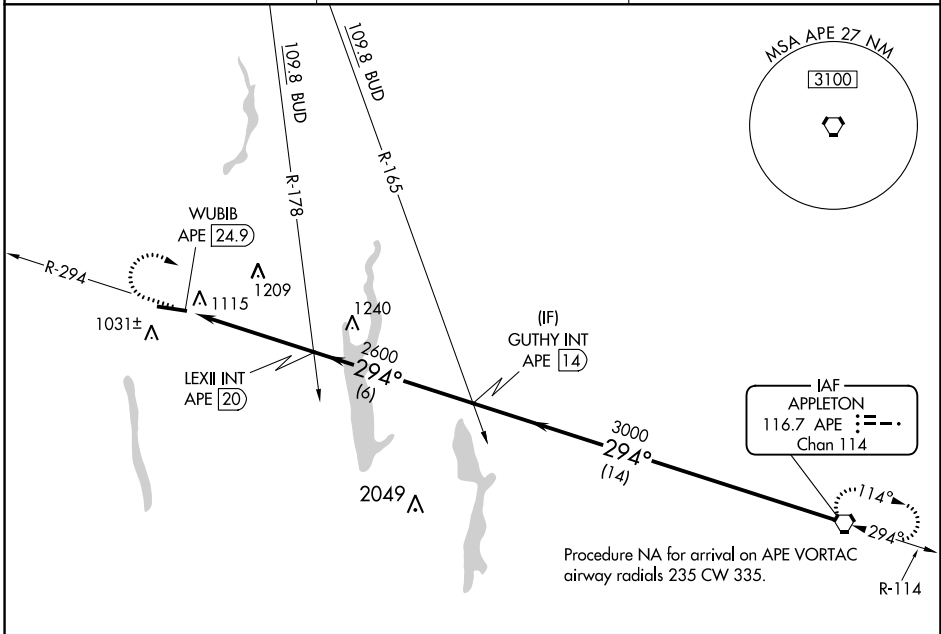 109.8 BUD
109.8 BUD
MSA APE 27 NM
3100
R-165
R-178
WUBIB
APE 24.9
R-294
1209
1115
1031±
1240
(IF)
GUTHY INT
APE 14
2600
294°
(6)
LEXII INT
APE 20
IAF
APPLETON
116.7 APE
Chan 114
3000
294°
(14)
2049
114°
294°
Procedure NA for arrival on APE VORTAC
airway radials 235 CW 335.
R-114